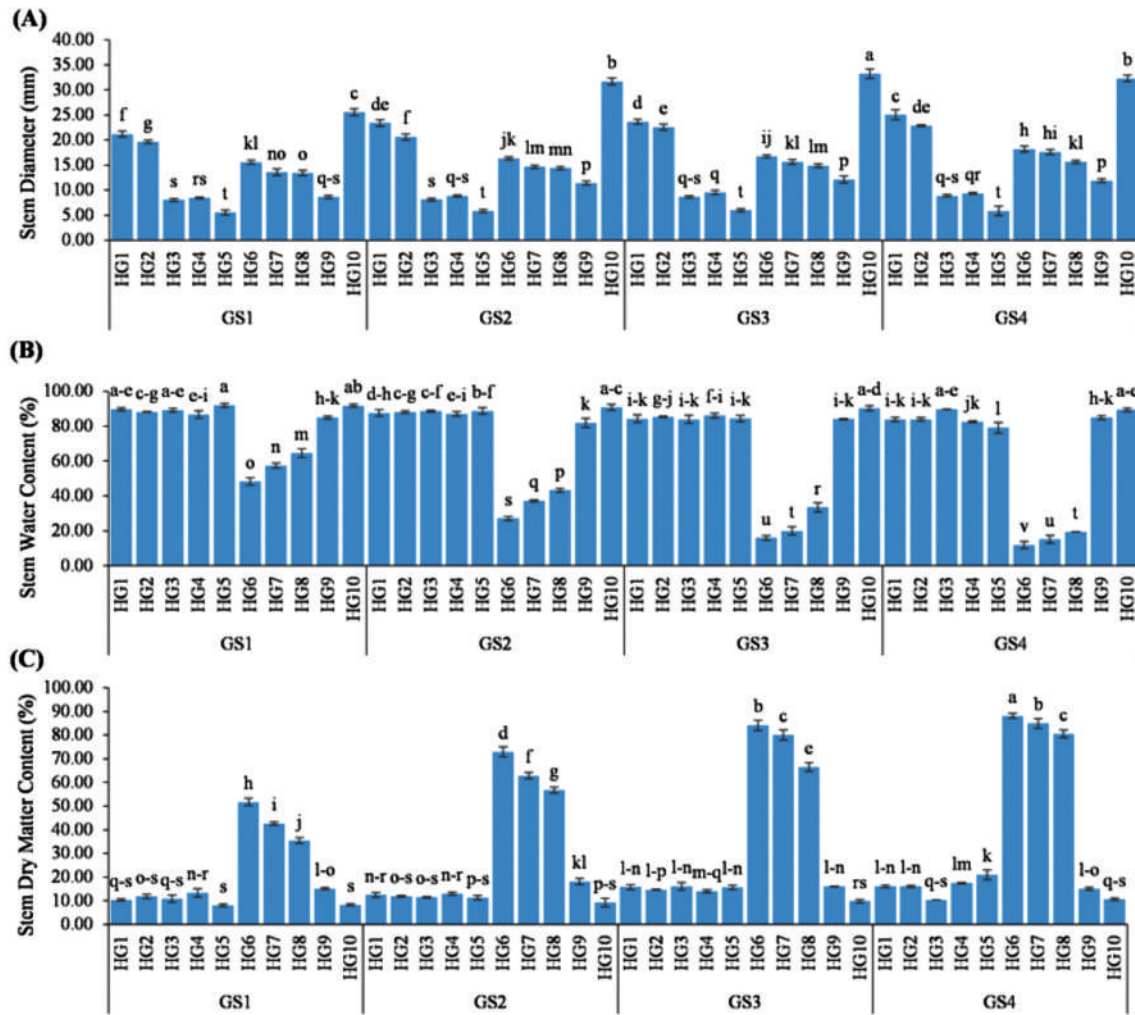 (A)
Stem Diameter (mm)
40.00
35.00
30.00
25.00
20.00
15.00
10.00
5.00
0.00
f g s rs t kl no o q-s c de f s q-s t jk lm mn p b d e q-s q t ij kl lm p a c de q-s qr t h hi kl p b
HG1 HG2 HG3 HG4 HG5 HG6 HG7 HG8 HG9 HG10 HG1 HG2 HG3 HG4 HG5 HG6 HG7 HG8 HG9 HG10 HG1 HG2 HG3 HG4 HG5 HG6 HG7 HG8 HG9 HG10 HG1 HG2 HG3 HG4 HG5 HG6 HG7 HG8 HG9 HG10
GS1 GS2 GS3 GS4
(B)
Stem Water Content (%)
100.00
80.00
60.00
40.00
20.00
0.00
a-e c-g a-e e-i a o n m h-k ab d-h c-g c-f e-i b-f s q p k a-c i-k g-j i-k f-i i-k u t r i-k a-d i-k i-k a-e jk l v u t h-k a-d
HG1 HG2 HG3 HG4 HG5 HG6 HG7 HG8 HG9 HG10 HG1 HG2 HG3 HG4 HG5 HG6 HG7 HG8 HG9 HG10 HG1 HG2 HG3 HG4 HG5 HG6 HG7 HG8 HG9 HG10 HG1 HG2 HG3 HG4 HG5 HG6 HG7 HG8 HG9 HG10
GS1 GS2 GS3 GS4
(C)
Stem Dry Matter Content (%)
100.00
90.00
80.00
70.00
60.00
50.00
40.00
30.00
20.00
10.00
0.00
q-s o-s q-s n-r s h i j l-o s n-r o-s o-s n-r p-s d f g kl p-s l-n l-p l-n m-q l-n b c e l-n rs l-n l-n q-s lm k a b c l-o q-s
HG1 HG2 HG3 HG4 HG5 HG6 HG7 HG8 HG9 HG10 HG1 HG2 HG3 HG4 HG5 HG6 HG7 HG8 HG9 HG10 HG1 HG2 HG3 HG4 HG5 HG6 HG7 HG8 HG9 HG10 HG1 HG2 HG3 HG4 HG5 HG6 HG7 HG8 HG9 HG10
GS1 GS2 GS3 GS4